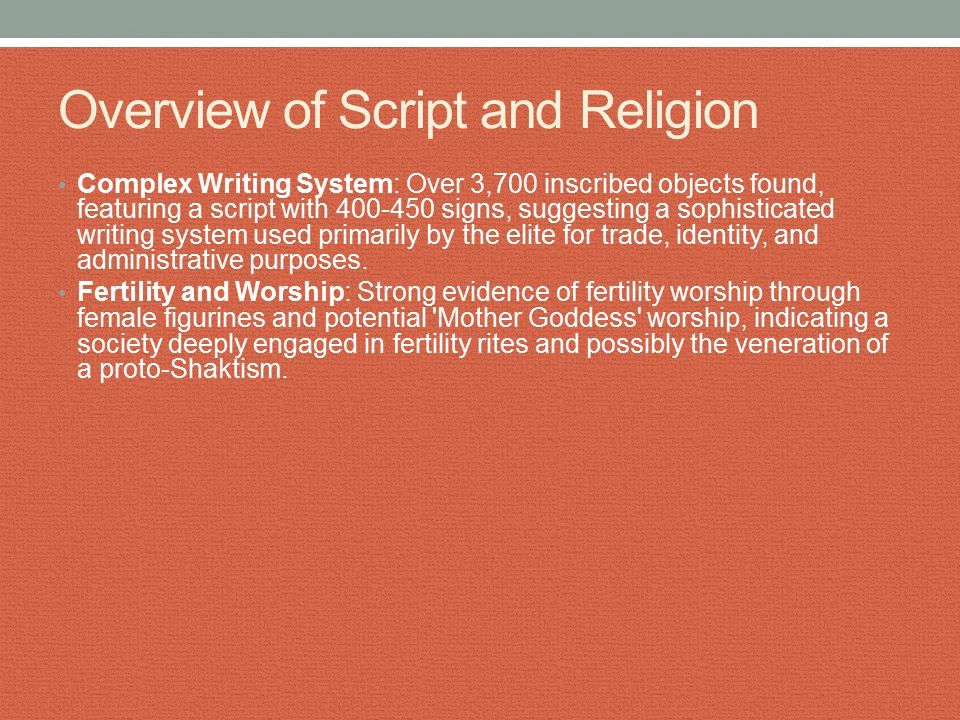 Overview of Script and Religion
• Complex Writing System: Over 3,700 inscribed objects found,
featuring a script with 400-450 signs, suggesting a sophisticated
writing system used primarily by the elite for trade, identity, and
administrative purposes.
• Fertility and Worship: Strong evidence of fertility worship through
female figurines and potential 'Mother Goddess' worship, indicating a
society deeply engaged in fertility rites and possibly the veneration of
a proto-Shaktism.